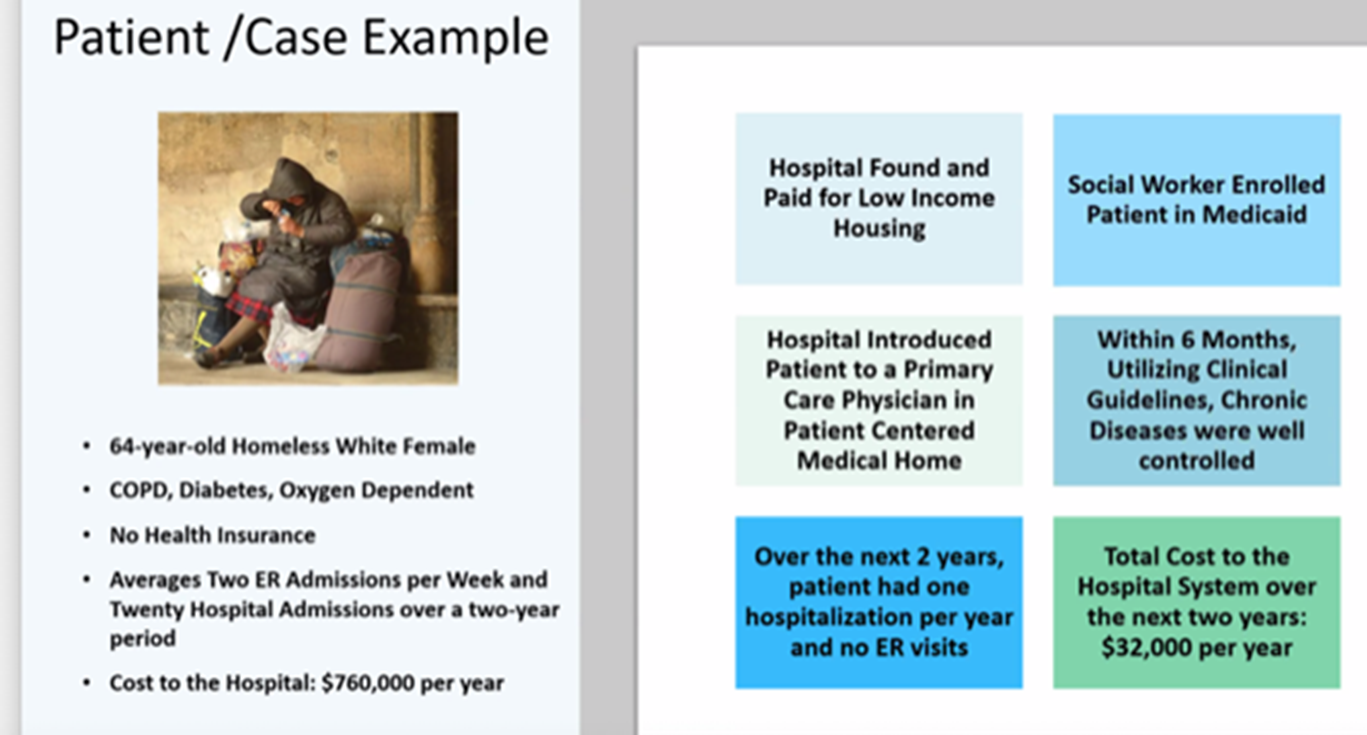 Patient /Case Example
• 64-year-old Homeless White Female
• COPD, Diabetes, Oxygen Dependent
• No Health Insurance
• Averages Two ER Admissions per Week and
Twenty Hospital Admissions over a two-year
period
• Cost to the Hospital: $760,000 per year
Hospital Found and
Paid for Low Income
Housing
Social Worker Enrolled
Patient in Medicaid
Hospital Introduced
Patient to a Primary
Care Physician in
Patient Centered
Medical Home
Within 6 Months,
Utilizing Clinical
Guidelines, Chronic
Diseases were well
controlled
Over the next 2 years,
patient had one
hospitalization per year
and no ER visits
Total Cost to the
Hospital System over
the next two years:
$32,000 per year